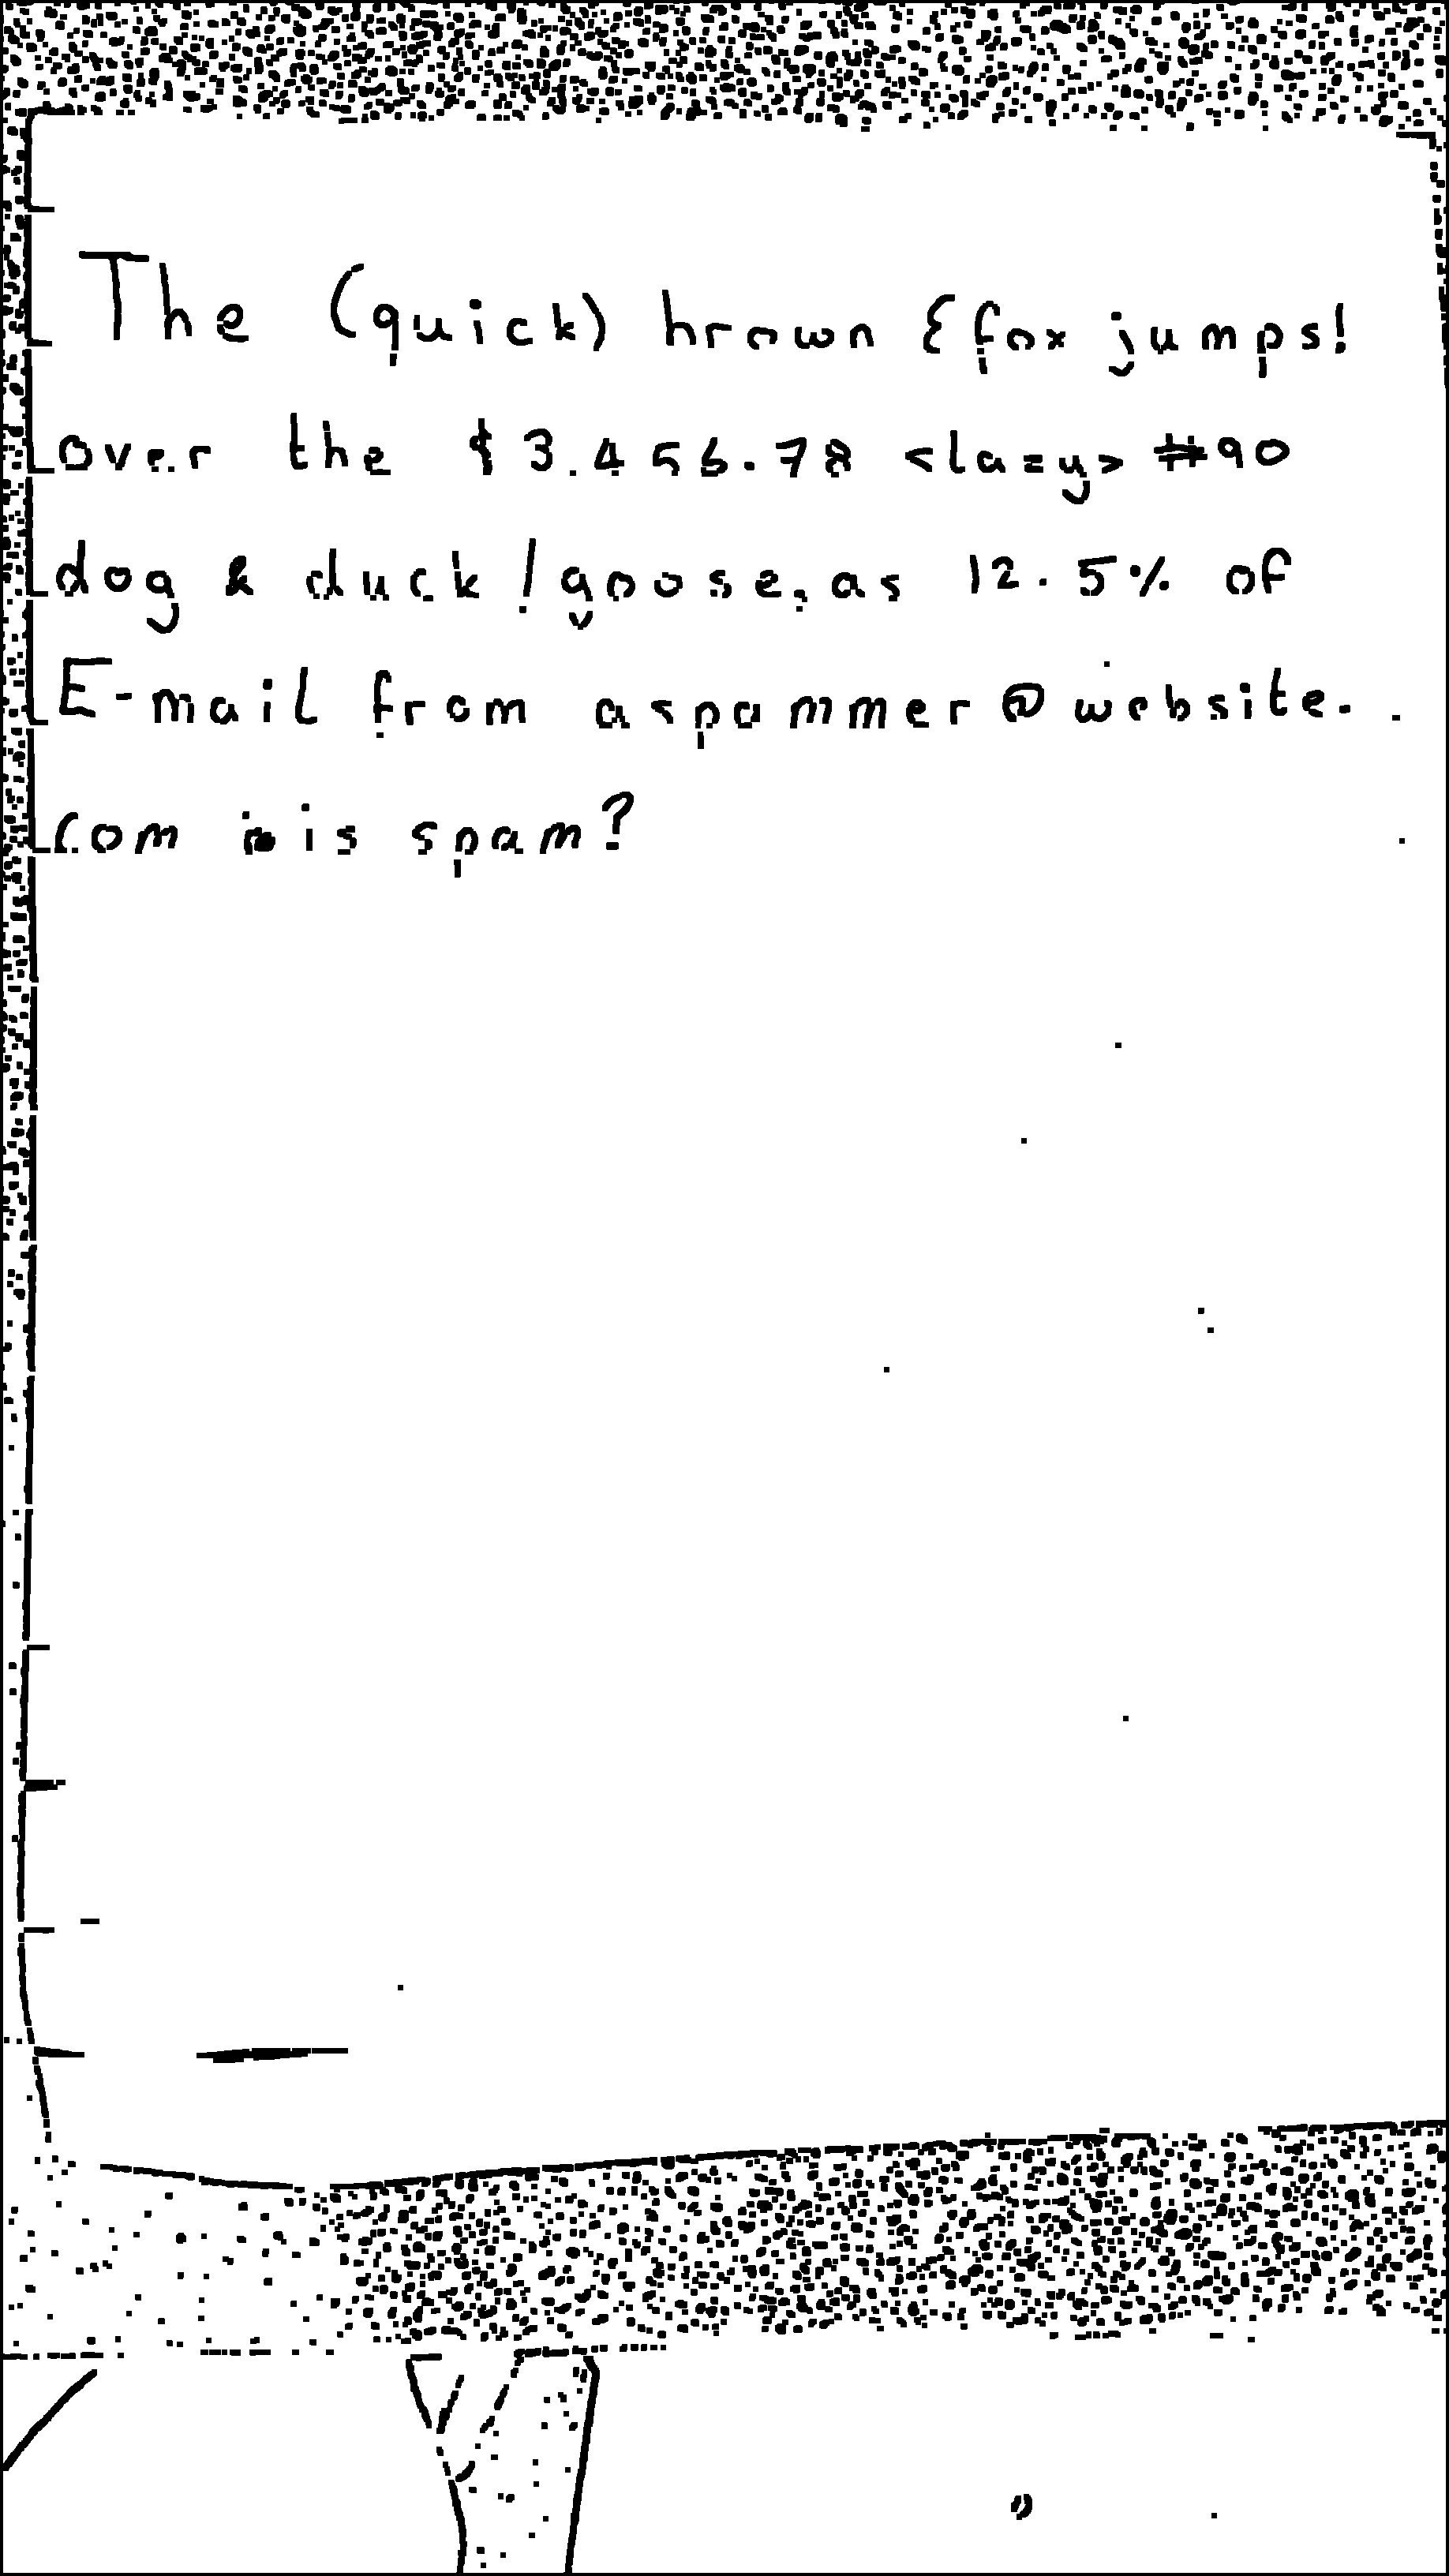 The (quick) brown {fox jumps!
over the $3.456.78 <lazy> #90
dog & duck/goose, as 12.5% of
E-mail from aspammer@website.
com is spam?